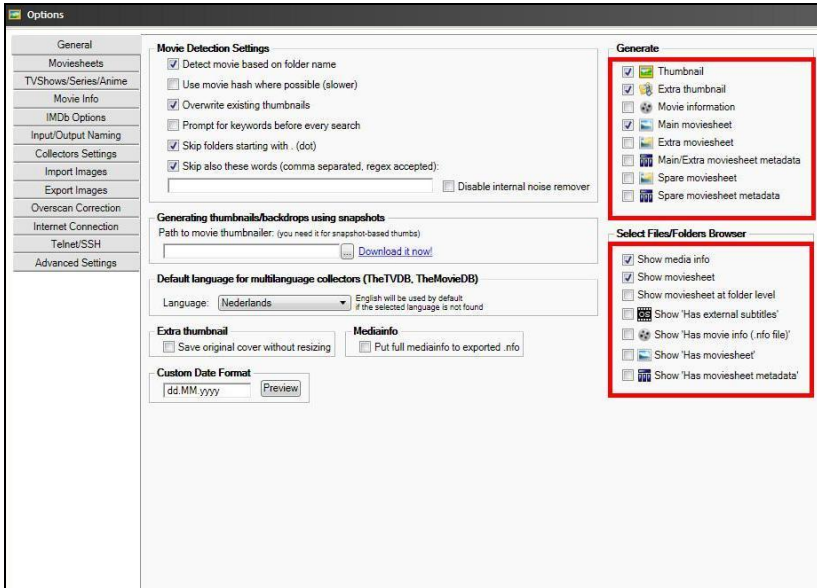 Options
General
Moviesheets
TVShows/Series/Anime
Movie Info
IMDb Options
Input/Output Naming
Collectors Settings
Import Images
Export Images
Overscan Correction
Internet Connection
Telnet/SSH
Advanced Settings
Movie Detection Settings
Detect movie based on folder name
Use movie hash where possible (slower)
Overwrite existing thumbnails
Prompt for keywords before every search
Skip folders starting with . (dot)
Skip also these words (comma separated, regex accepted):
Disable internal noise remover
Generating thumbnails/backdrops using snapshots
Path to movie thumbnailer: (you need it for snapshot-based thumbs)
... Download it now!
Default language for multilanguage collectors (TheTVDB, TheMovieDB)
Language: Nederlands English will be used by default
if the selected language is not found
Extra thumbnail
Save original cover without resizing
Mediainfo
Put full mediainfo to exported .nfo
Custom Date Format
dd.MM.yyyy Preview
Generate
Thumbnail
Extra thumbnail
Movie information
Main moviesheet
Extra moviesheet
Main/Extra moviesheet metadata
Spare moviesheet
Spare moviesheet metadata
Select Files/Folders Browser
Show media info
Show moviesheet
Show moviesheet at folder level
OS Show 'Has external subtitles'
Show 'Has movie info (.nfo file)'
Show 'Has moviesheet'
Show 'Has moviesheet metadata'